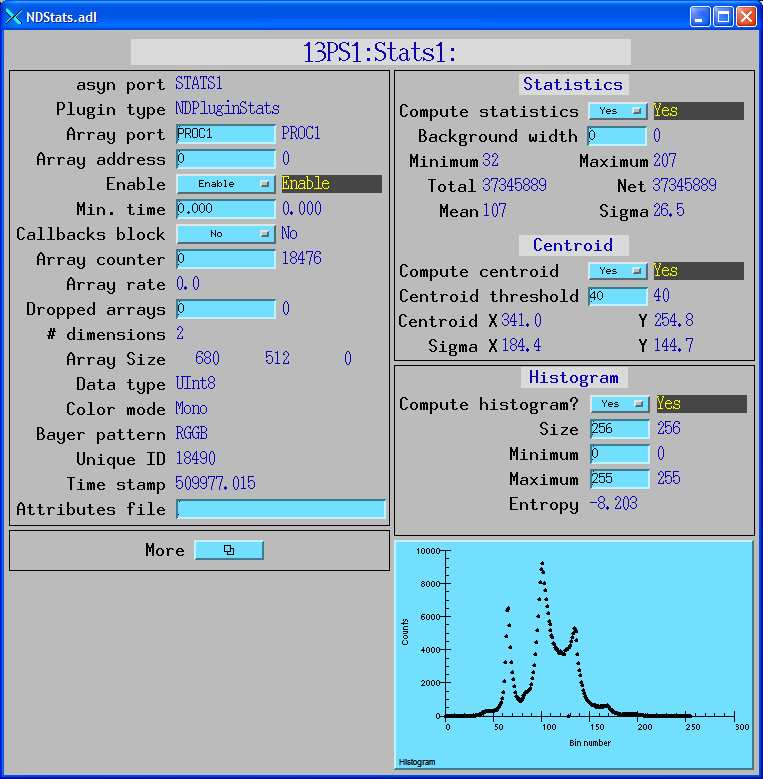 NDStats.adl
13PS1:Stats1:
asyn port STATS1
Plugin type NDPluginStats
Array port PROC1 PROC1
Array address 0 0
Enable Enable Enable
Min. time 0.000 0.000
Callbacks block No No
Array counter 0 18476
Array rate 0.0
Dropped arrays 0 0
# dimensions 2
Array Size 680 512 0
Data type UInt8
Color mode Mono
Bayer pattern RGGB
Unique ID 18490
Time stamp 509977.015
Attributes file
More
Statistics
Compute statistics Yes Yes
Background width 0 0
Minimum 32 Maximum 207
Total 37345889 Net 37345889
Mean 107 Sigma 26.5
Centroid
Compute centroid Yes Yes
Centroid threshold 40 40
Centroid X 341.0 Y 254.8
Sigma X 184.4 Y 144.7
Histogram
Compute histogram? Yes Yes
Size 256 256
Minimum 0 0
Maximum 255 255
Entropy -8.203
10000
8000
6000
4000
2000
0
Counts
0 50 100 150 200 250 300
Bin number
Histogram